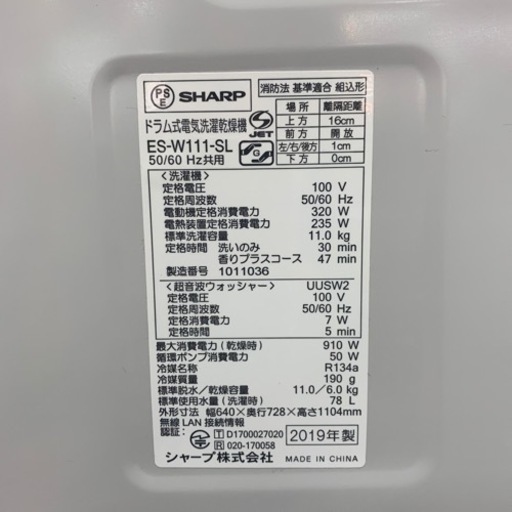 PS E SHARP
ドラム式電気洗濯乾燥機
ES-W111-SL
50/60 Hz共用
JET
G
消防法 基準適合 組込形
場所 離隔距離
上方 16cm
前方 開放
左/右/後方 1cm
下方 0cm
<洗濯機>
定格電圧 100 V
定格周波数 50/60 Hz
電動機定格消費電力 320 W
電熱装置定格消費電力 235 W
標準洗濯容量 11.0 kg
定格時間 洗いのみ 30 min
香りプラスコース 47 min
製造番号 1011036
<超音波ウォッシャー> UUSW2
定格電圧 100 V
定格周波数 50/60 Hz
定格消費電力 7 W
定格時間 5 min
最大消費電力(乾燥時) 910 W
循環ポンプ消費電力 50 W
冷媒名称 R134a
冷媒質量 190 g
標準脱水/乾燥容量 11.0/6.0 kg
標準使用水量(洗濯時) 78 L
外形寸法 幅640×奥行728×高さ1104mm
無線 LAN 接続情報
認証: T D1700027020
R 020-170058
2019年製
シャープ株式会社 MADE IN CHINA